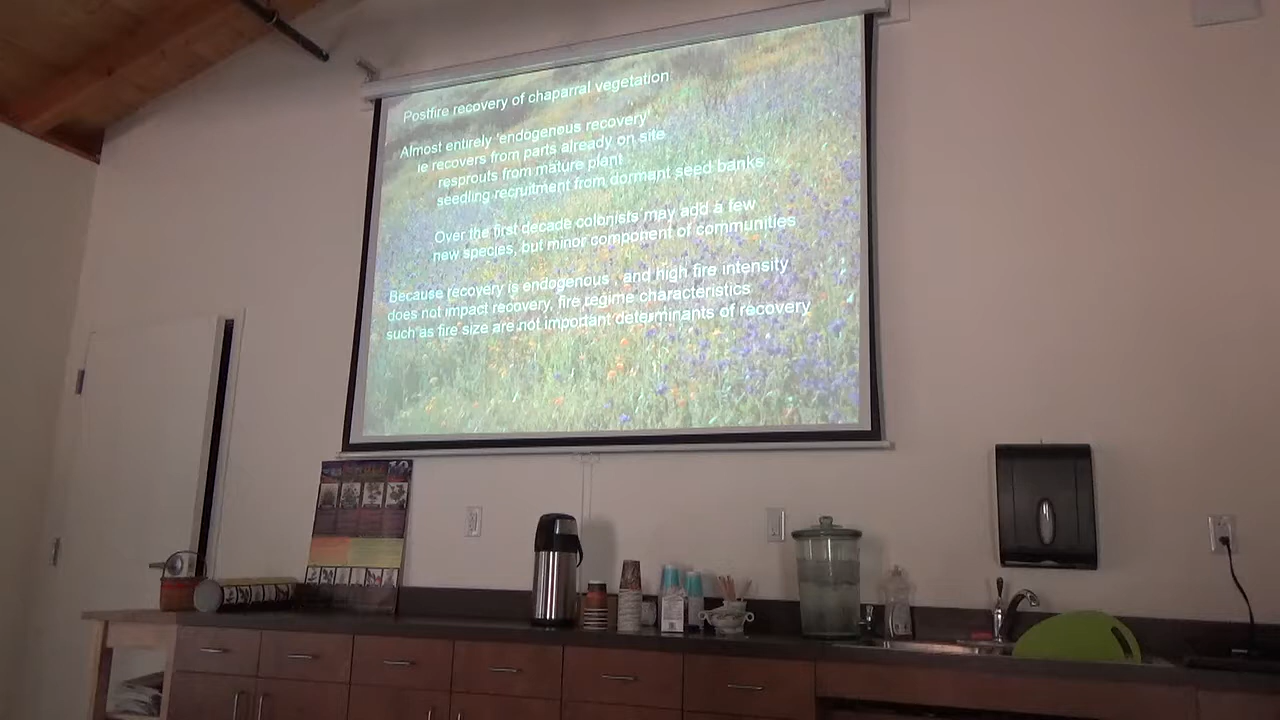 Postfire recovery of chaparral vegetation:
Almost entirely 'endogenous recovery'
ie recovers from parts already on site
resprouts from mature plant
seedling recruitment from dormant seed banks
Over the first decade colonists may add a few
new species, but minor component of communities
Because recovery is endogenous , and high fire intensity
does not impact recovery, fire regime characteristics
such as fire size are not important determinants of recovery